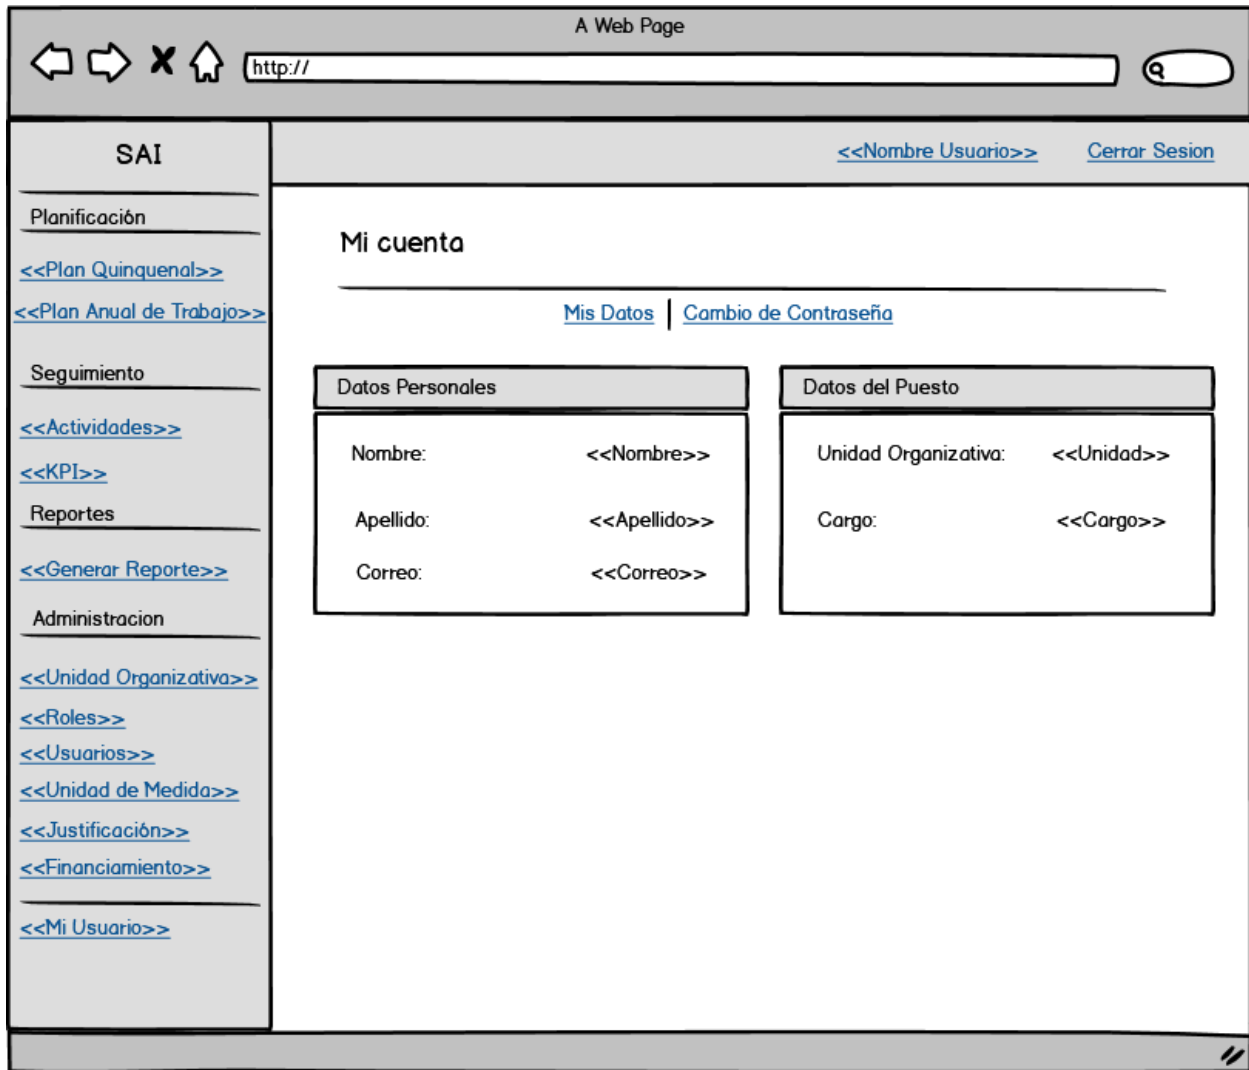 A Web Page
http://
SAI
<<Nombre Usuario>> Cerrar Sesion
Planificación
<<Plan Quinquenal>>
<<Plan Anual de Trabajo>>
Seguimiento
<<Actividades>>
<<KPI>>
Reportes
<<Generar Reporte>>
Administracion
<<Unidad Organizativa>>
<<Roles>>
<<Usuarios>>
<<Unidad de Medida>>
<<Justificación>>
<<Financiamiento>>
<<Mi Usuario>>
Mi cuenta
Mis Datos | Cambio de Contraseña
Datos Personales
Nombre: <<Nombre>>
Apellido: <<Apellido>>
Correo: <<Correo>>
Datos del Puesto
Unidad Organizativa: <<Unidad>>
Cargo: <<Cargo>>